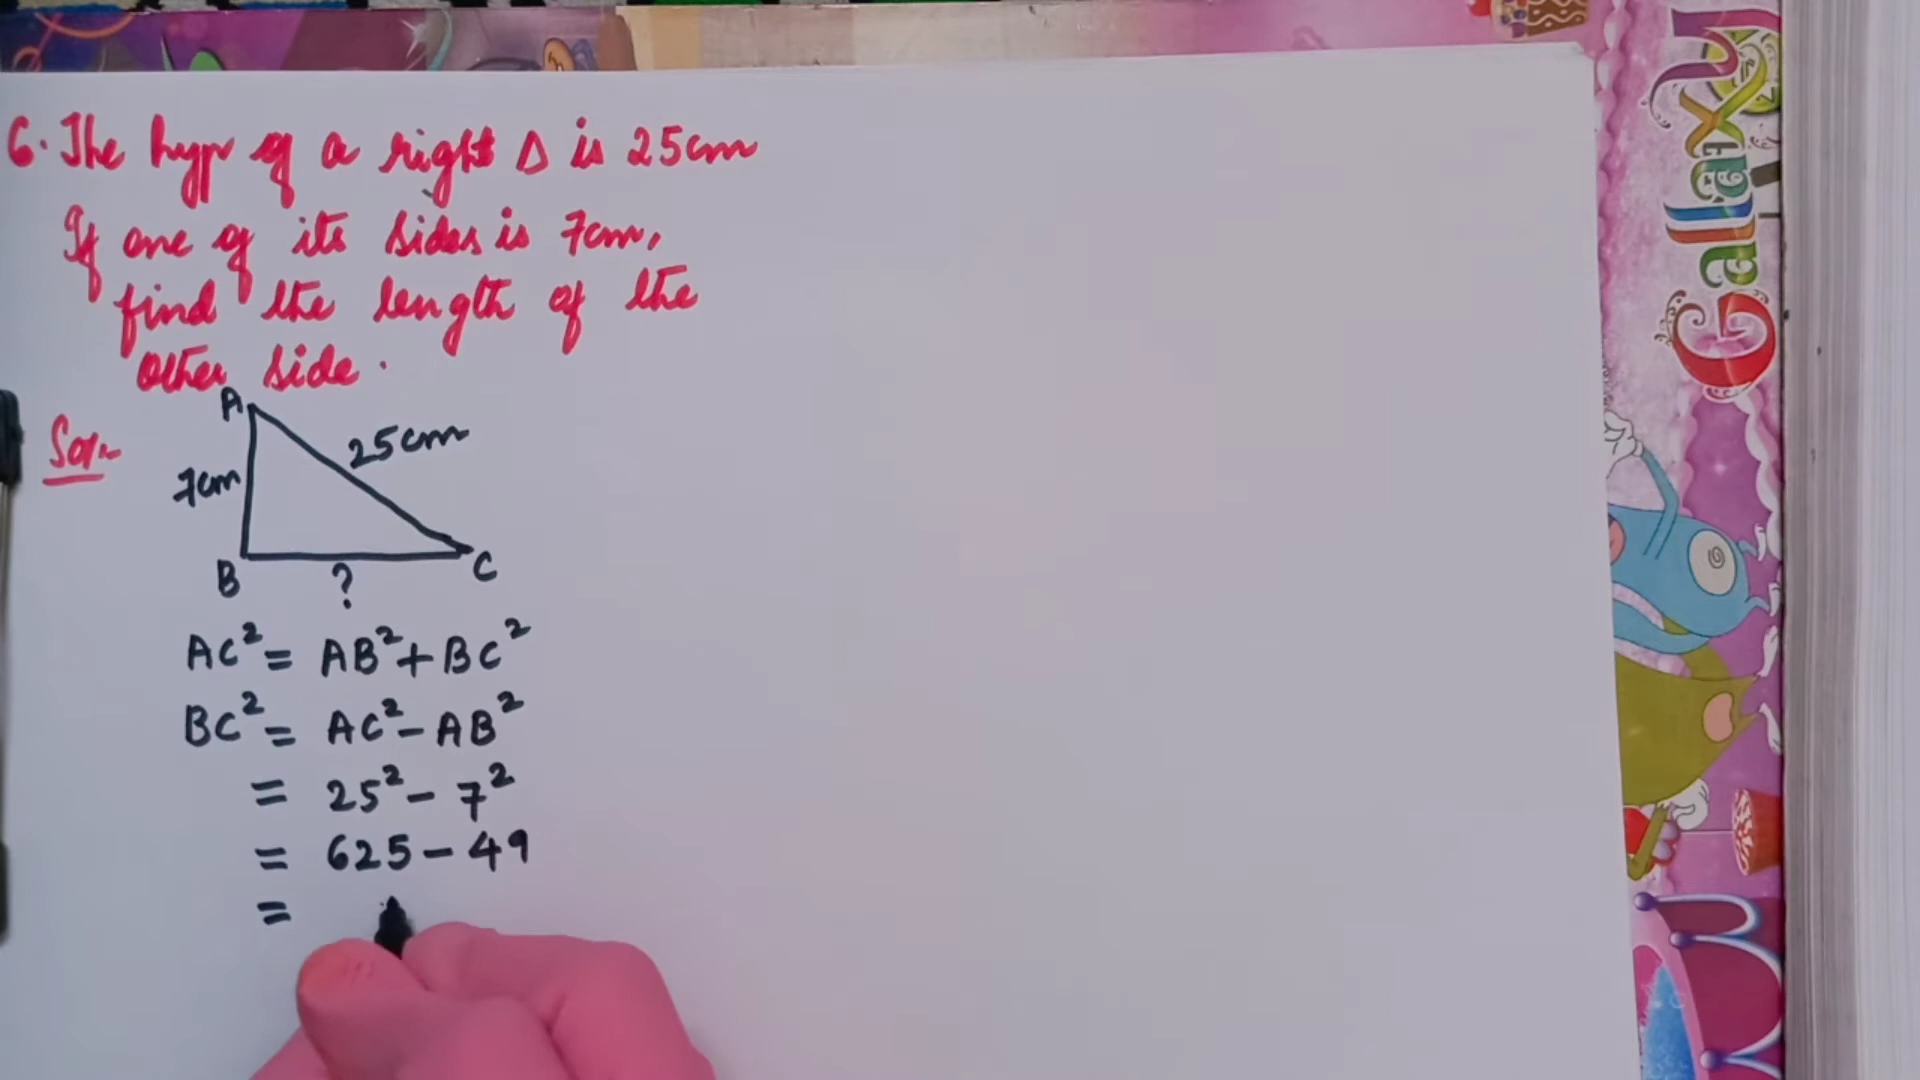 6. The hyp of a right Δ is 25cm
If one of its sides is 7cm,
find the length of the
other side.
Sol:-
A
25cm
7cm
B
?
C
AC² = AB² + BC²
BC² = AC² - AB²
= 25² - 7²
= 625 - 49
=
Gallaxy